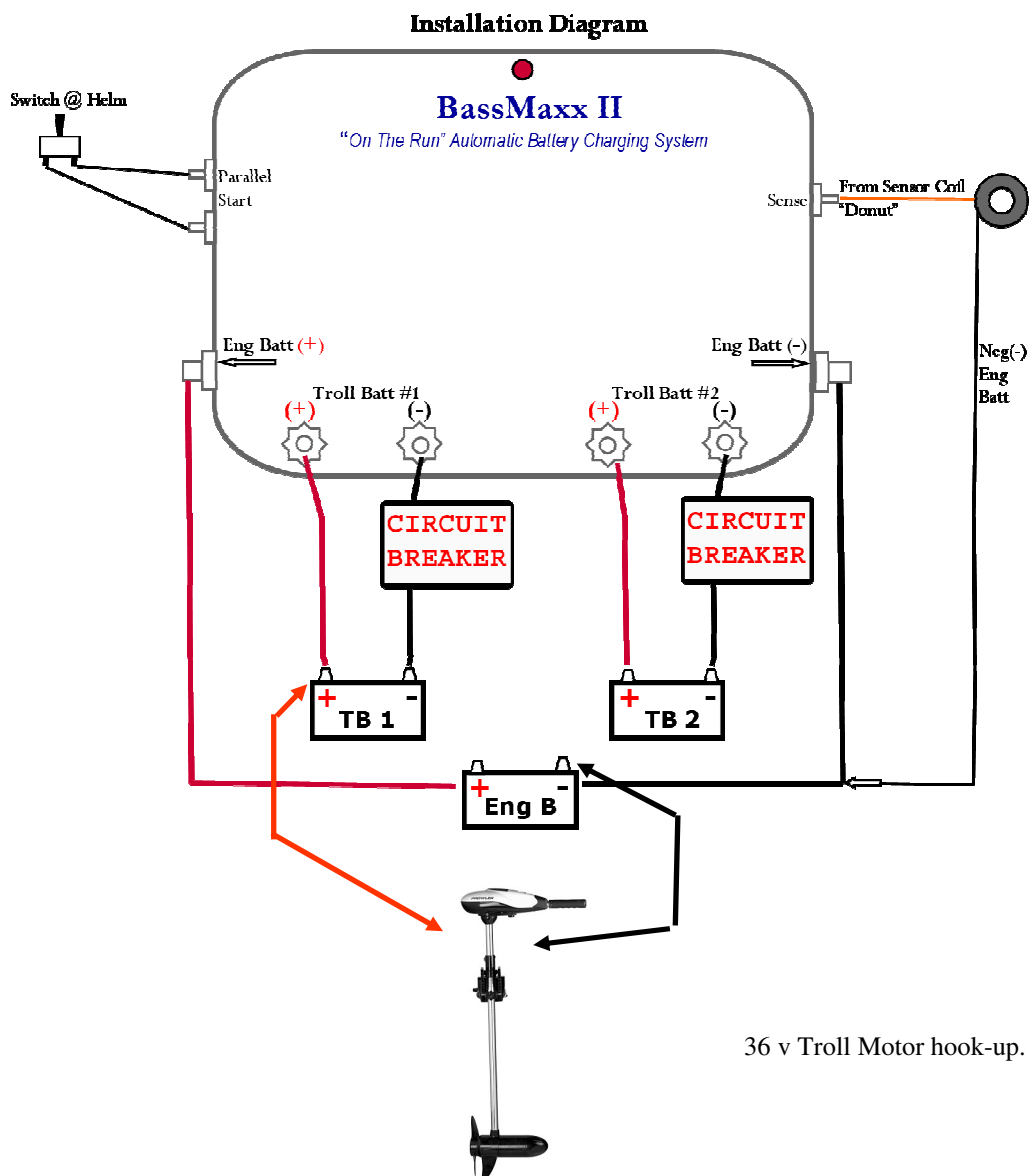 Installation Diagram
Switch @ Helm
BassMaxx II
"On The Run" Automatic Battery Charging System
Parallel
Start
Sense
From Sensor Coil
"Donut"
Eng Batt (+)
Eng Batt (-)
Neg(-)
Eng
Batt
Troll Batt #1
(+)
(-)
Troll Batt #2
(+)
(-)
CIRCUIT
BREAKER
CIRCUIT
BREAKER
+ -
TB 1
+ -
TB 2
+ -
Eng B
36 v Troll Motor hook-up.